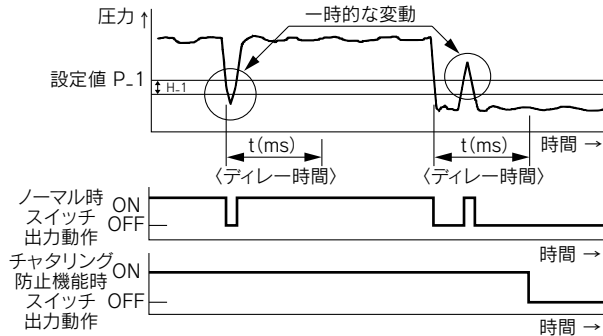 圧力 ↑
一時的な変動
設定値 P_1
H_1
時間 →
t(ms)
t(ms)
〈ディレー時間〉
〈ディレー時間〉
ノーマル時
スイッチ
出力動作
ON
OFF
時間 →
チャタリング
防止機能時
スイッチ
出力動作
ON
OFF
時間 →